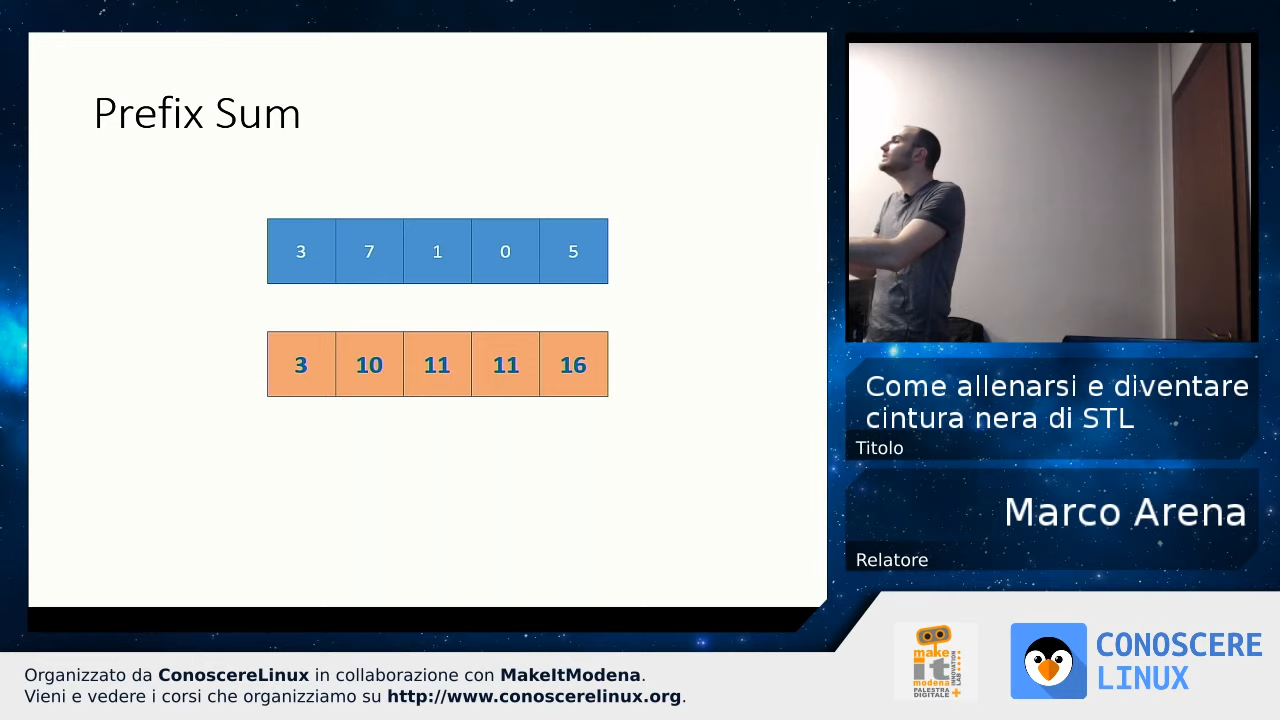 Prefix Sum
3 7 1 0 5
3 10 11 11 16
Come allenarsi e diventare
cintura nera di STL
Titolo
Marco Arena
Relatore
make
it
modena
PALESTRA
DIGITALE
INNOVATION
LAB
CONOSCERE
LINUX
Organizzato da ConoscereLinux in collaborazione con MakeItModena.
Vieni e vedere i corsi che organizziamo su http://www.conoscerelinux.org.